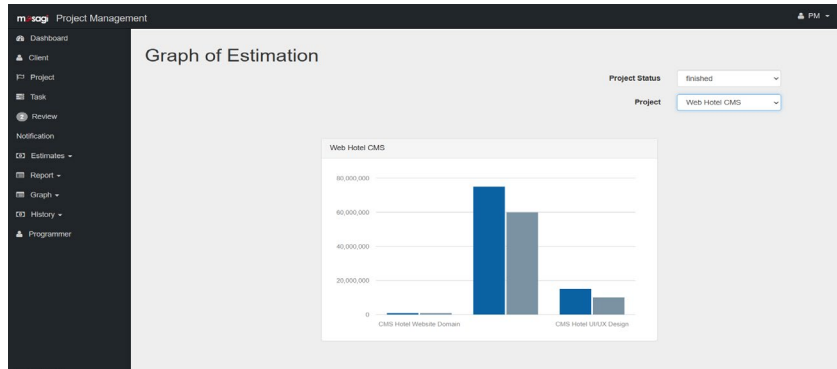 mesagi Project Management
PM
Dashboard
Client
Project
Task
2 Review
Notification
Estimates
Report
Graph
History
Programmer
Graph of Estimation
Project Status finished
Project Web Hotel CMS
Web Hotel CMS
80,000,000
60,000,000
40,000,000
20,000,000
0
CMS Hotel Website Domain CMS Hotel UI/UX Design